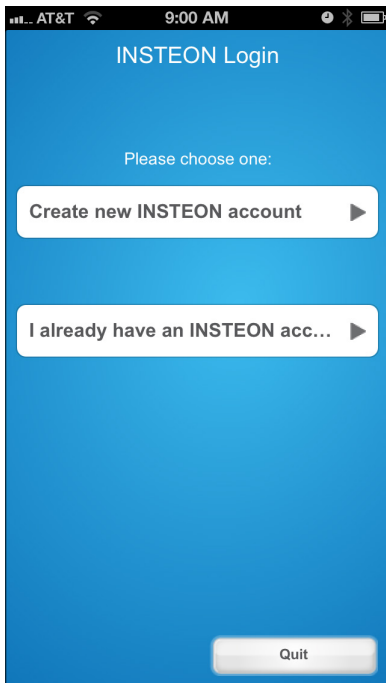 AT&T 9:00 AM
INSTEON Login
Please choose one:
Create new INSTEON account
I already have an INSTEON acc...
Quit